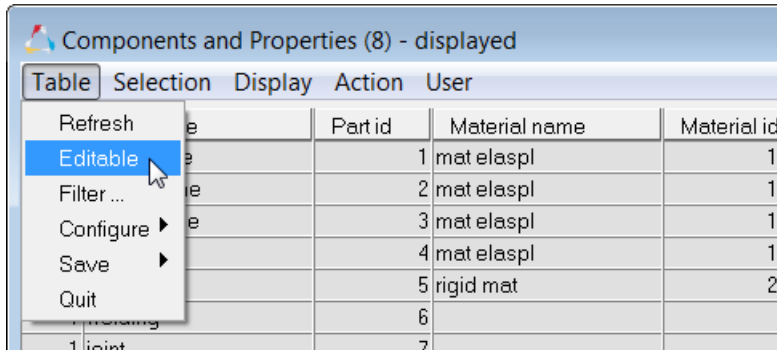 Components and Properties (8) - displayed
Table Selection Display Action User
Refresh
Editable
Filter ...
Configure
Save
Quit
e Part id Material name Material id
e 1 mat elaspl 1
ne 2 mat elaspl 1
e 3 mat elaspl 1
4 mat elaspl 1
5 rigid mat 2
6
1 joint 7